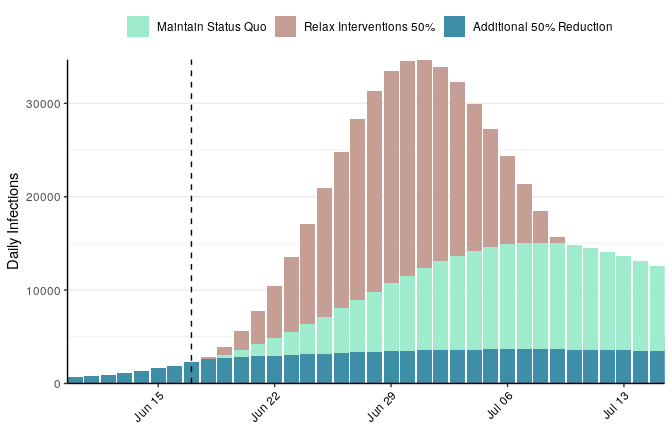 Maintain Status Quo Relax Interventions 50% Additional 50% Reduction
Daily Infections
30000
20000
10000
0
Jun 15 Jun 22 Jun 29 Jul 06 Jul 13